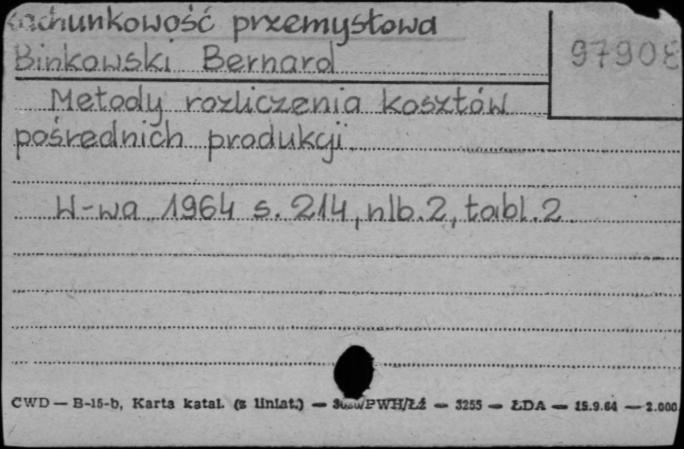 Rachunkowość przemysłowa
97908
Binkowski Bernard
Metody rozliczenia kosztów
pośrednich produkcji
W-wa 1964 s. 214, nlb. 2, tabl. 2
CWD — B-15-b, Karta katal. (z liniat.) — PWH/Łź — 3255 — ŁDA — 15.9.64 — 2.000